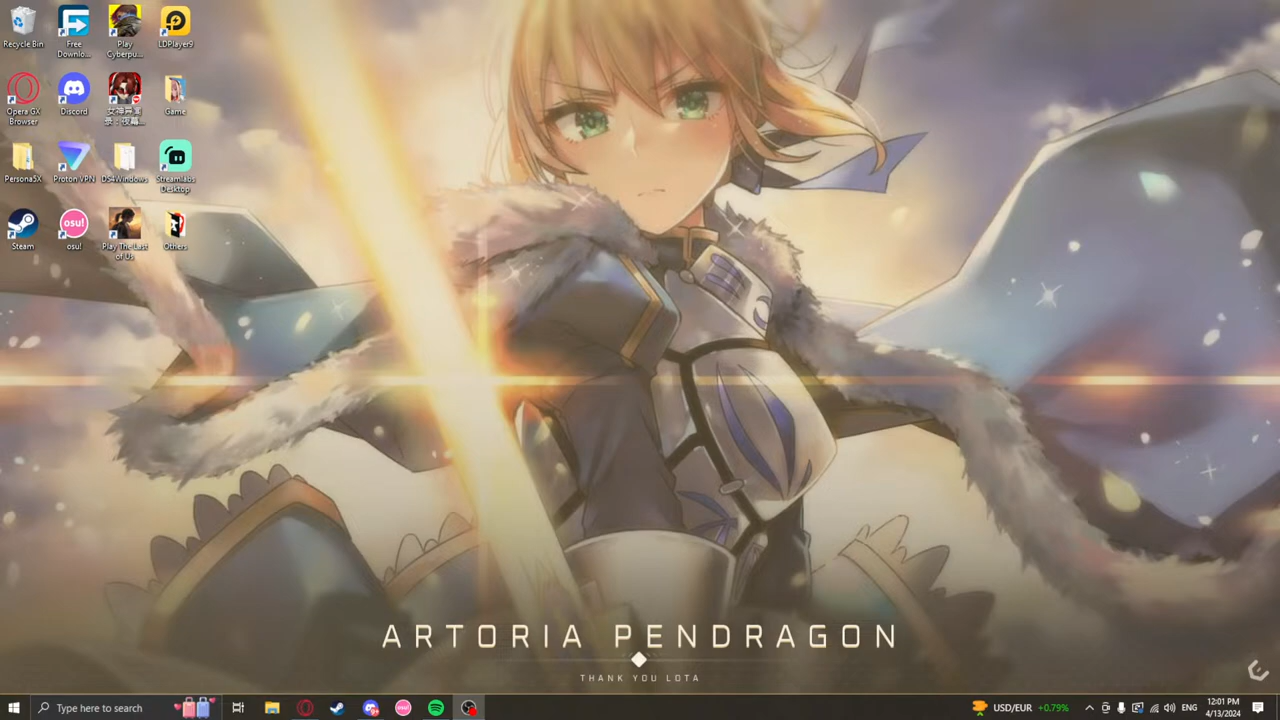 Recycle Bin
Free Downlo...
Play Cyberpu...
LDPlayer9
Opera GX Browser
Discord
Game
Persona5X
Proton VPN
DS4Windows
Streamlabs Desktop
Steam
osu!
osu!
Play The Last of Us
Others
ARTORIA PENDRAGON
THANK YOU LOTA
Type here to search
osu!
USD/EUR +0.79%
ENG
12:01 PM
4/13/2024